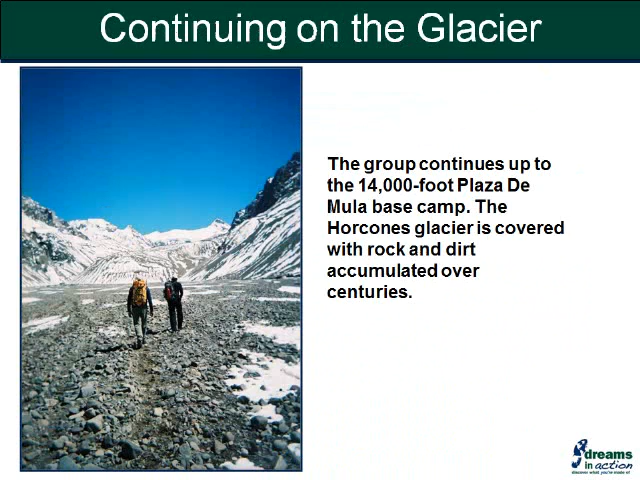 Continuing on the Glacier
The group continues up to
the 14,000-foot Plaza De
Mula base camp. The
Horcones glacier is covered
with rock and dirt
accumulated over
centuries.
dreams
in action
discover what you're made of